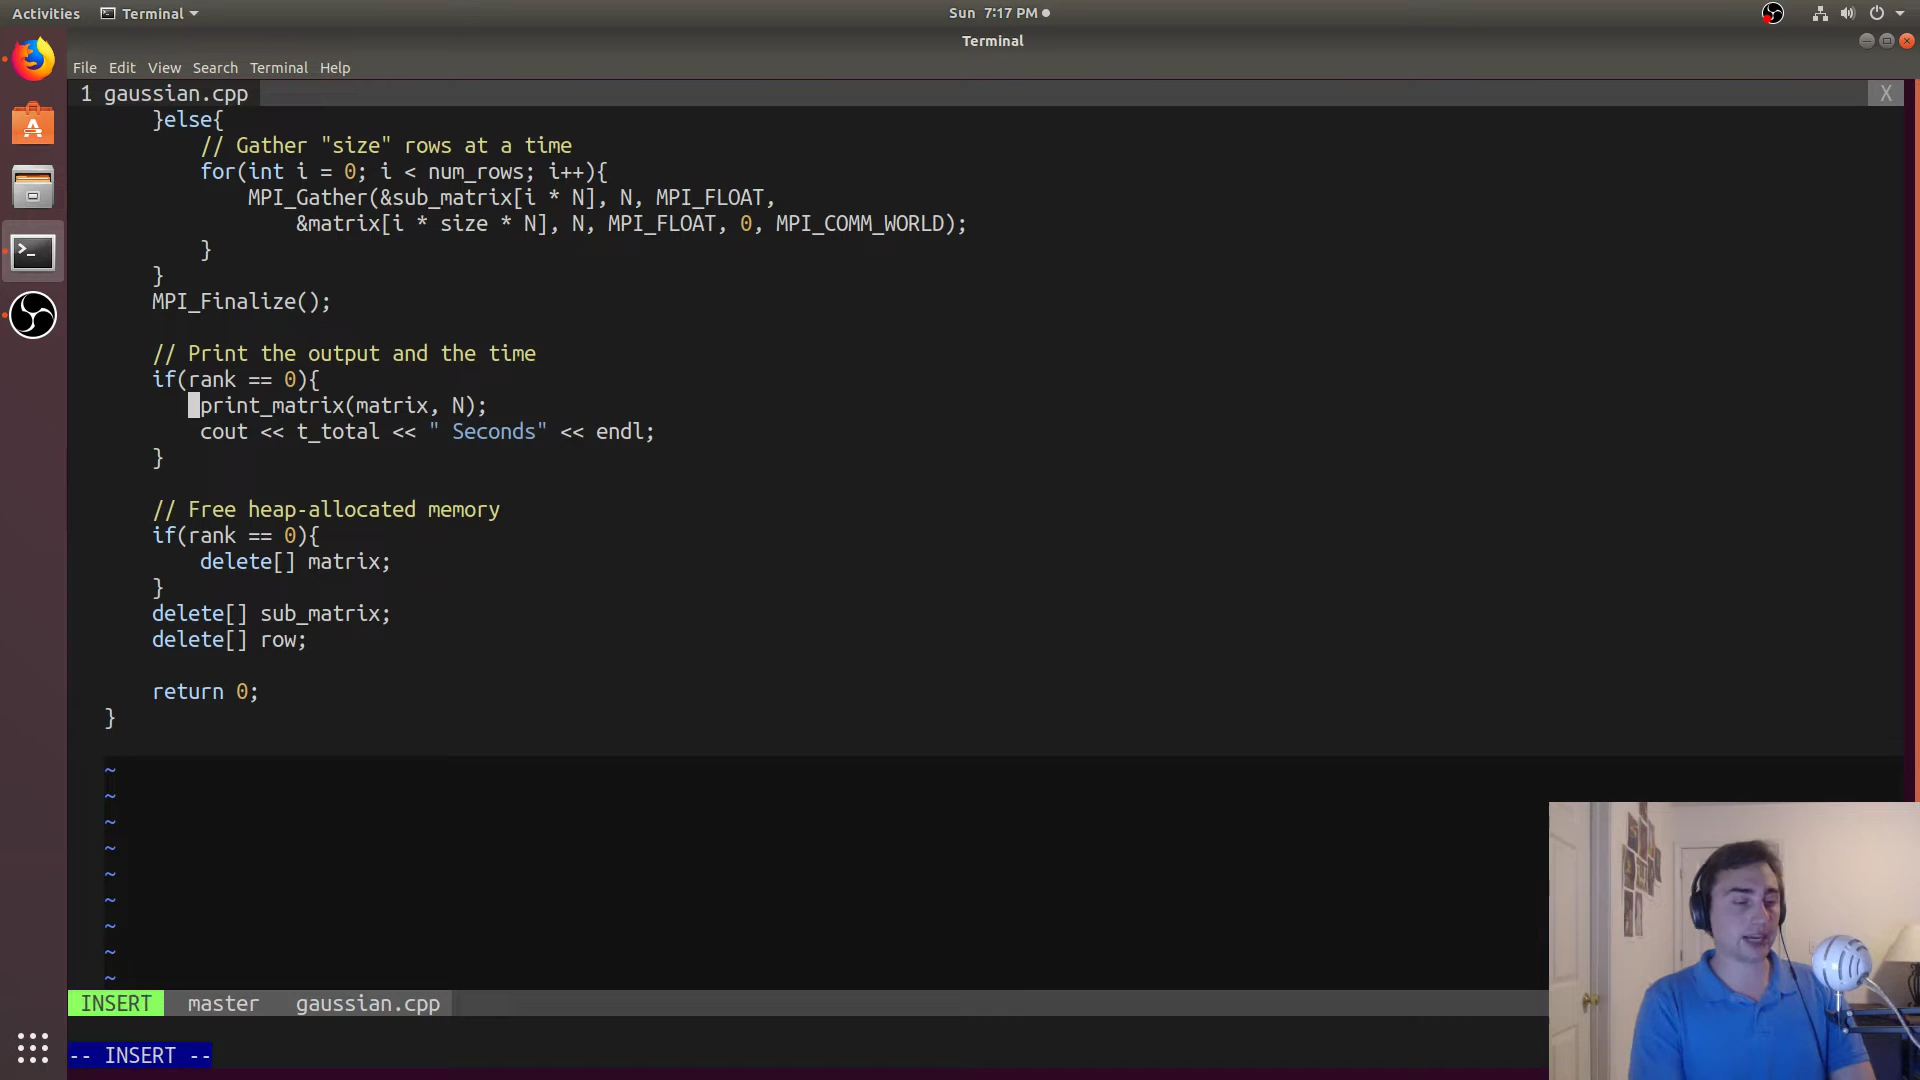 Activities Terminal Sun 7:17 PM
Terminal
File Edit View Search Terminal Help
1 gaussian.cpp X
}else{
// Gather "size" rows at a time
for(int i = 0; i < num_rows; i++){
MPI_Gather(&sub_matrix[i * N], N, MPI_FLOAT,
&matrix[i * size * N], N, MPI_FLOAT, 0, MPI_COMM_WORLD);
}
}
MPI_Finalize();
// Print the output and the time
if(rank == 0){
print_matrix(matrix, N);
cout << t_total << " Seconds" << endl;
}
// Free heap-allocated memory
if(rank == 0){
delete[] matrix;
}
delete[] sub_matrix;
delete[] row;
return 0;
}
~
~
~
~
~
~
~
~
~
INSERT master gaussian.cpp
-- INSERT --